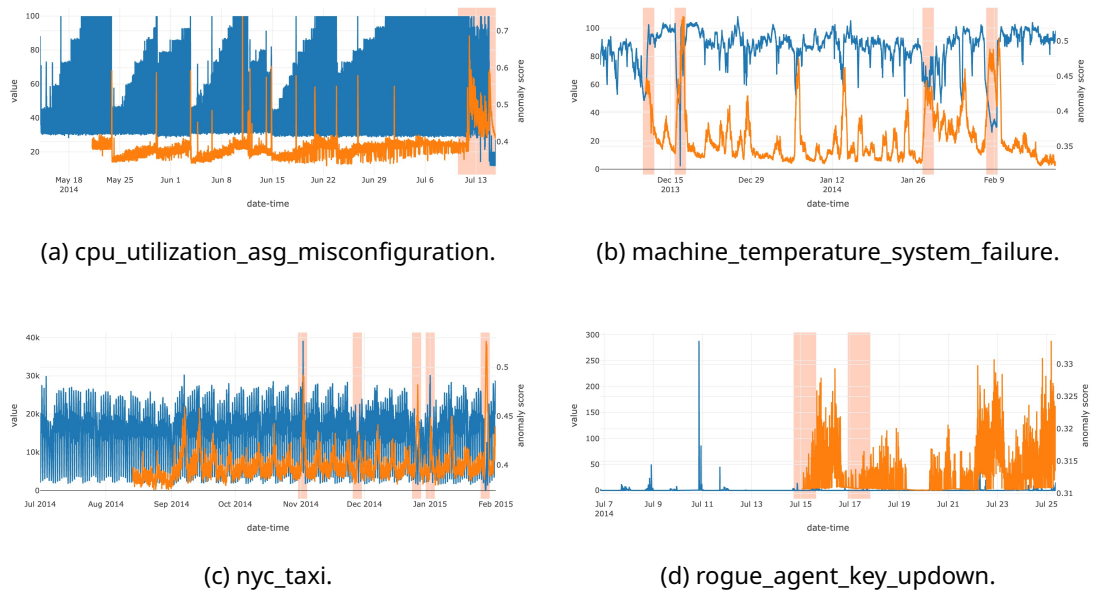 100
80
60
40
20
value
0.7
0.6
0.5
0.4
anomaly score
May 18
2014
May 25
Jun 1
Jun 8
Jun 15
Jun 22
Jun 29
Jul 6
Jul 13
date-time
(a) cpu_utilization_asg_misconfiguration.
100
80
60
40
20
0
value
0.5
0.45
0.4
0.35
anomaly score
Dec 15
2013
Dec 29
Jan 12
2014
Jan 26
Feb 9
date-time
(b) machine_temperature_system_failure.
40k
30k
20k
10k
0
value
0.5
0.45
0.4
anomaly score
Jul 2014
Aug 2014
Sep 2014
Oct 2014
Nov 2014
Dec 2014
Jan 2015
Feb 2015
date-time
(c) nyc_taxi.
300
250
200
150
100
50
0
value
0.33
0.325
0.32
0.315
0.31
anomaly score
Jul 7
2014
Jul 9
Jul 11
Jul 13
Jul 15
Jul 17
Jul 19
Jul 21
Jul 23
Jul 25
date-time
(d) rogue_agent_key_updown.